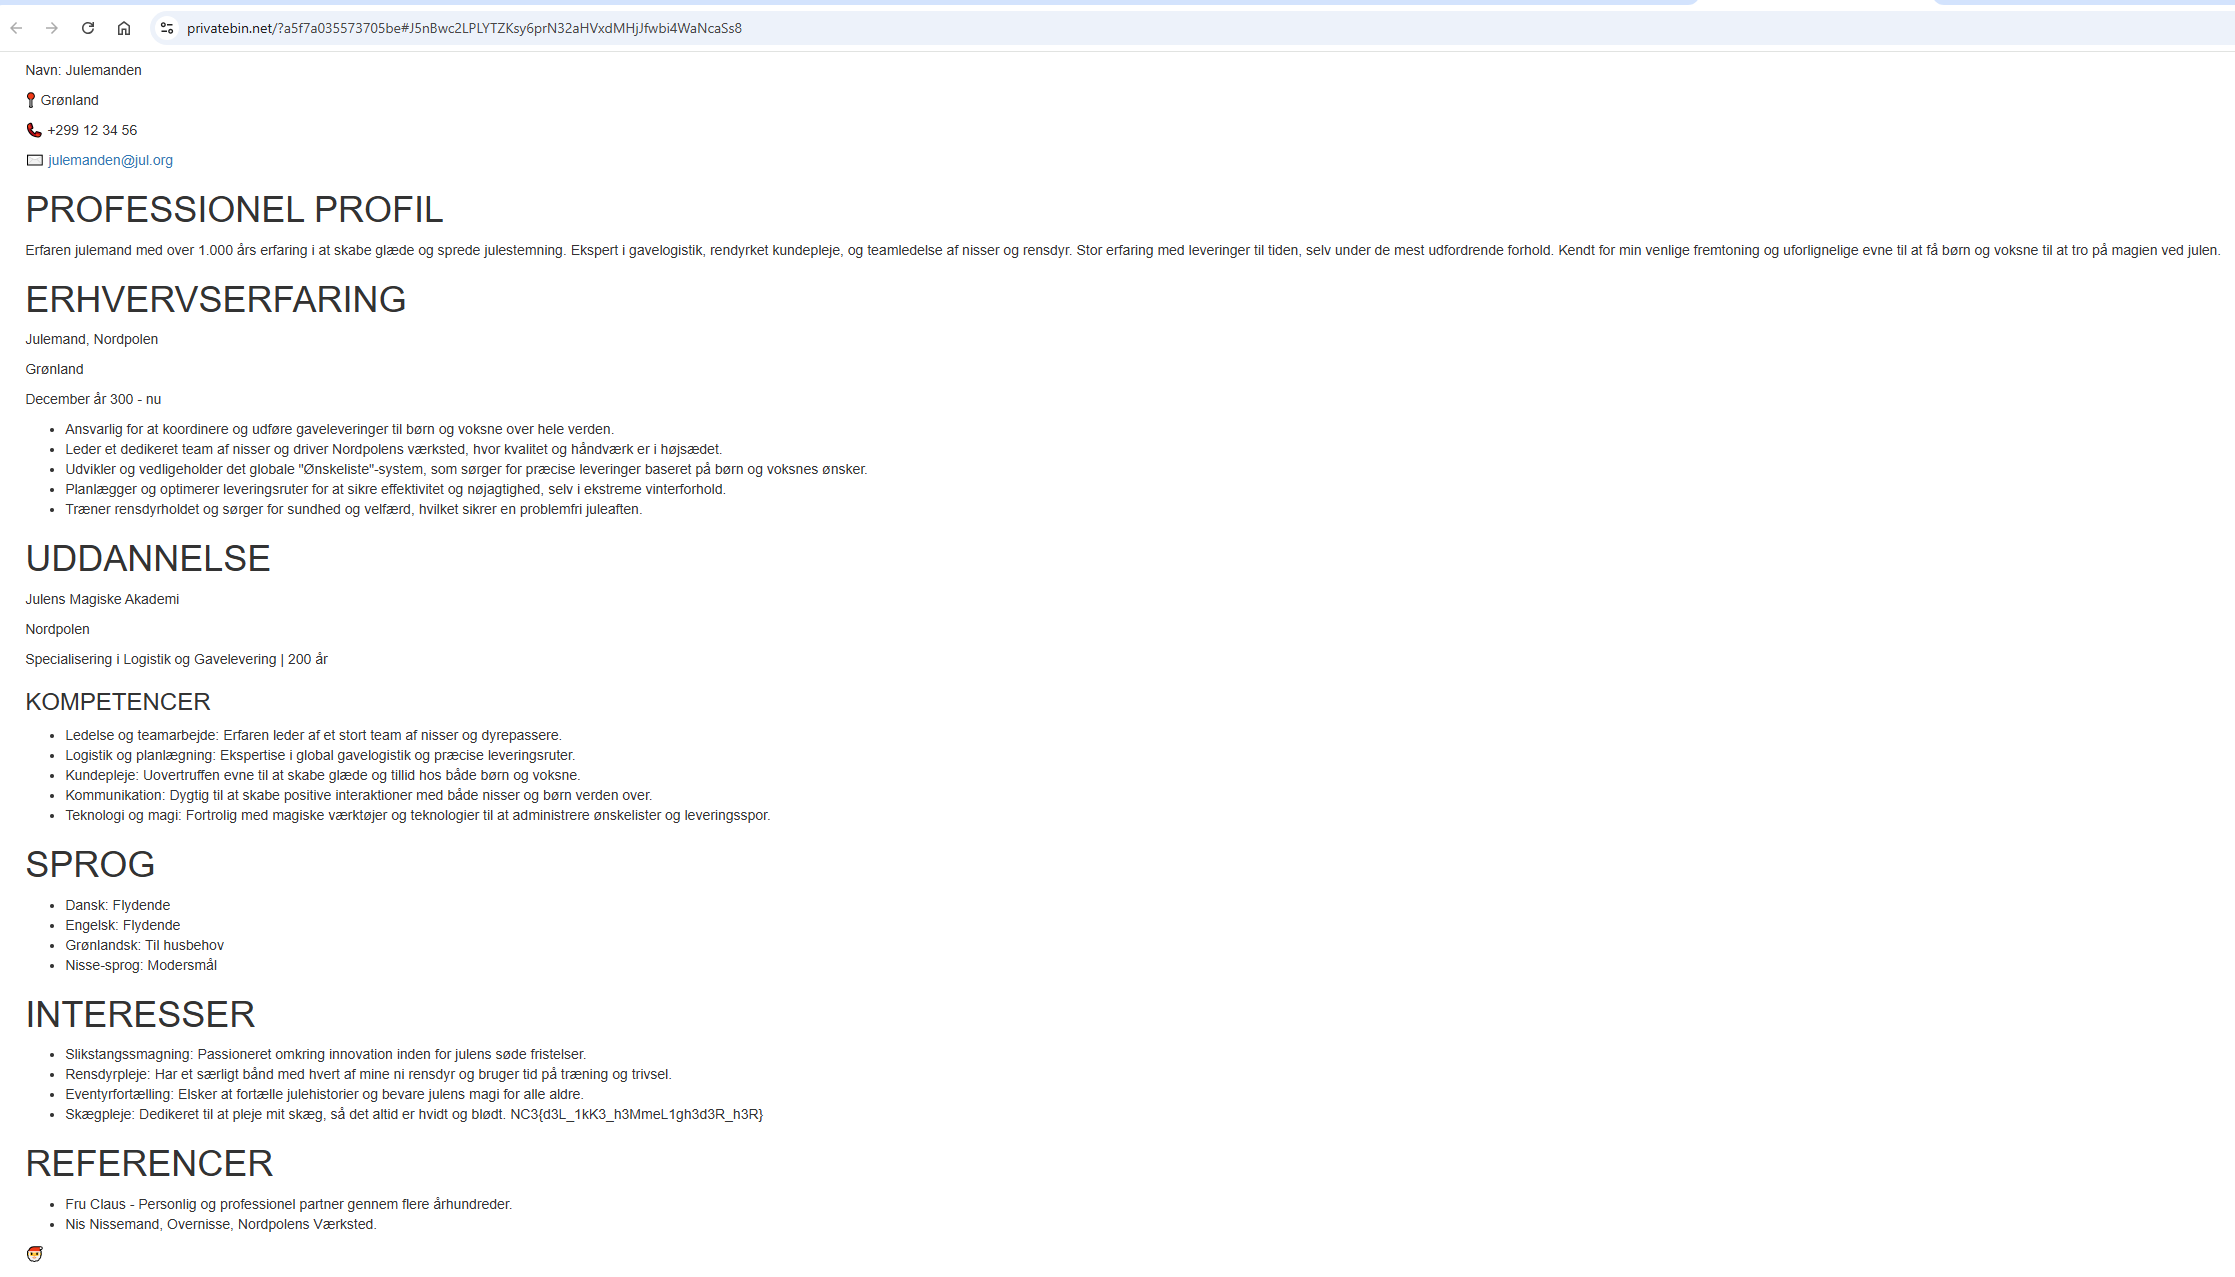 privatebin.net/?a5f7a035573705be#J5nBwc2LPLYTZKsy6prN32aHVxdMHjJfwbi4WaNcaSs8
Navn: Julemanden
Grønland
+299 12 34 56
julemanden@jul.org
PROFESSIONEL PROFIL
Erfaren julemand med over 1.000 års erfaring i at skabe glæde og sprede julestemning. Ekspert i gavelogistik, rendyrket kundepleje, og teamledelse af nisser og rensdyr. Stor erfaring med leveringer til tiden, selv under de mest udfordrende forhold. Kendt for min venlige fremtoning og uforlignelige evne til at få børn og voksne til at tro på magien ved julen.
ERHVERVSERFARING
Julemand, Nordpolen
Grønland
December år 300 - nu
• Ansvarlig for at koordinere og udføre gaveleveringer til børn og voksne over hele verden.
• Leder et dedikeret team af nisser og driver Nordpolens værksted, hvor kvalitet og håndværk er i højsædet.
• Udvikler og vedligeholder det globale "Ønskeliste"-system, som sørger for præcise leveringer baseret på børn og voksnes ønsker.
• Planlægger og optimerer leveringsruter for at sikre effektivitet og nøjagtighed, selv i ekstreme vinterforhold.
• Træner rensdyrholdet og sørger for sundhed og velfærd, hvilket sikrer en problemfri juleaften.
UDDANNELSE
Julens Magiske Akademi
Nordpolen
Specialisering i Logistik og Gavelevering | 200 år
KOMPETENCER
• Ledelse og teamarbejde: Erfaren leder af et stort team af nisser og dyrepassere.
• Logistik og planlægning: Ekspertise i global gavelogistik og præcise leveringsruter.
• Kundepleje: Uovertruffen evne til at skabe glæde og tillid hos både børn og voksne.
• Kommunikation: Dygtig til at skabe positive interaktioner med både nisser og børn verden over.
• Teknologi og magi: Fortrolig med magiske værktøjer og teknologier til at administrere ønskelister og leveringsspor.
SPROG
• Dansk: Flydende
• Engelsk: Flydende
• Grønlandsk: Til husbehov
• Nisse-sprog: Modersmål
INTERESSER
• Slikstangssmagning: Passioneret omkring innovation inden for julens søde fristelser.
• Rensdyrpleje: Har et særligt bånd med hvert af mine ni rensdyr og bruger tid på træning og trivsel.
• Eventyrfortælling: Elsker at fortælle julehistorier og bevare julens magi for alle aldre.
• Skægpleje: Dedikeret til at pleje mit skæg, så det altid er hvidt og blødt. NC3{d3L_1kK3_h3MmeL1gh3d3R_h3R}
REFERENCER
• Fru Claus - Personlig og professionel partner gennem flere århundreder.
• Nis Nissemand, Overnisse, Nordpolens Værksted.